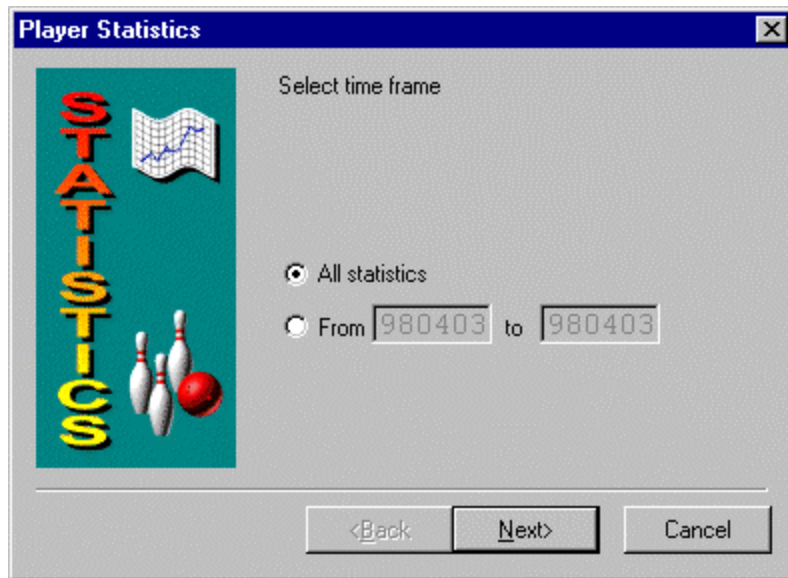 Player Statistics
STATISTICS
Select time frame
All statistics
From 980403 to 980403
<Back Next> Cancel